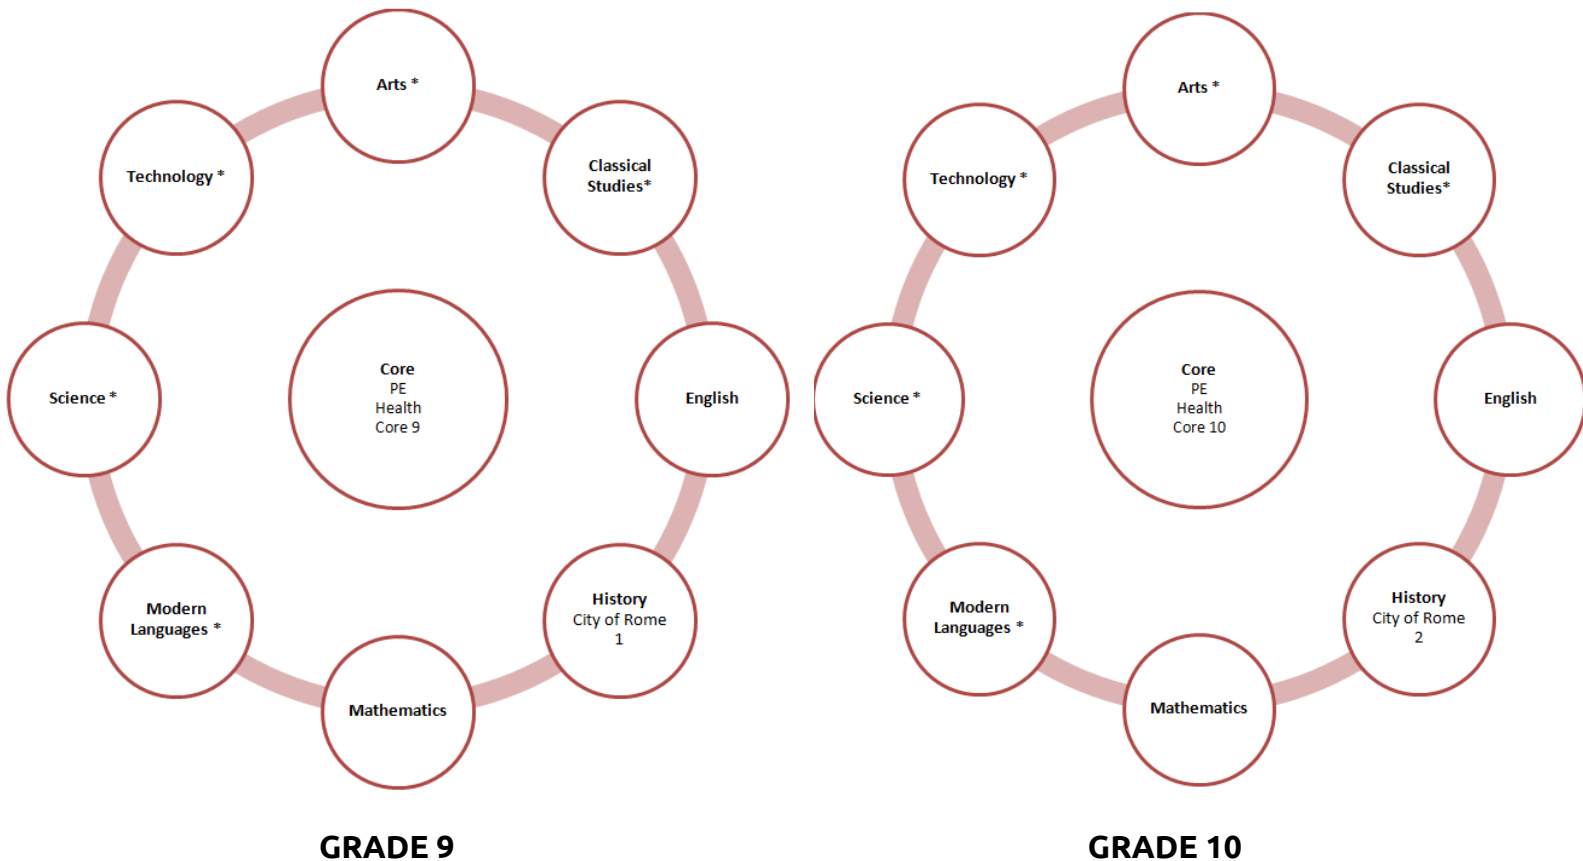 Arts *
Classical
Studies*
English
History
City of Rome
1
Mathematics
Modern
Languages *
Science *
Technology *
Core
PE
Health
Core 9
GRADE 9
Arts *
Classical
Studies*
English
History
City of Rome
2
Mathematics
Modern
Languages *
Science *
Technology *
Core
PE
Health
Core 10
GRADE 10